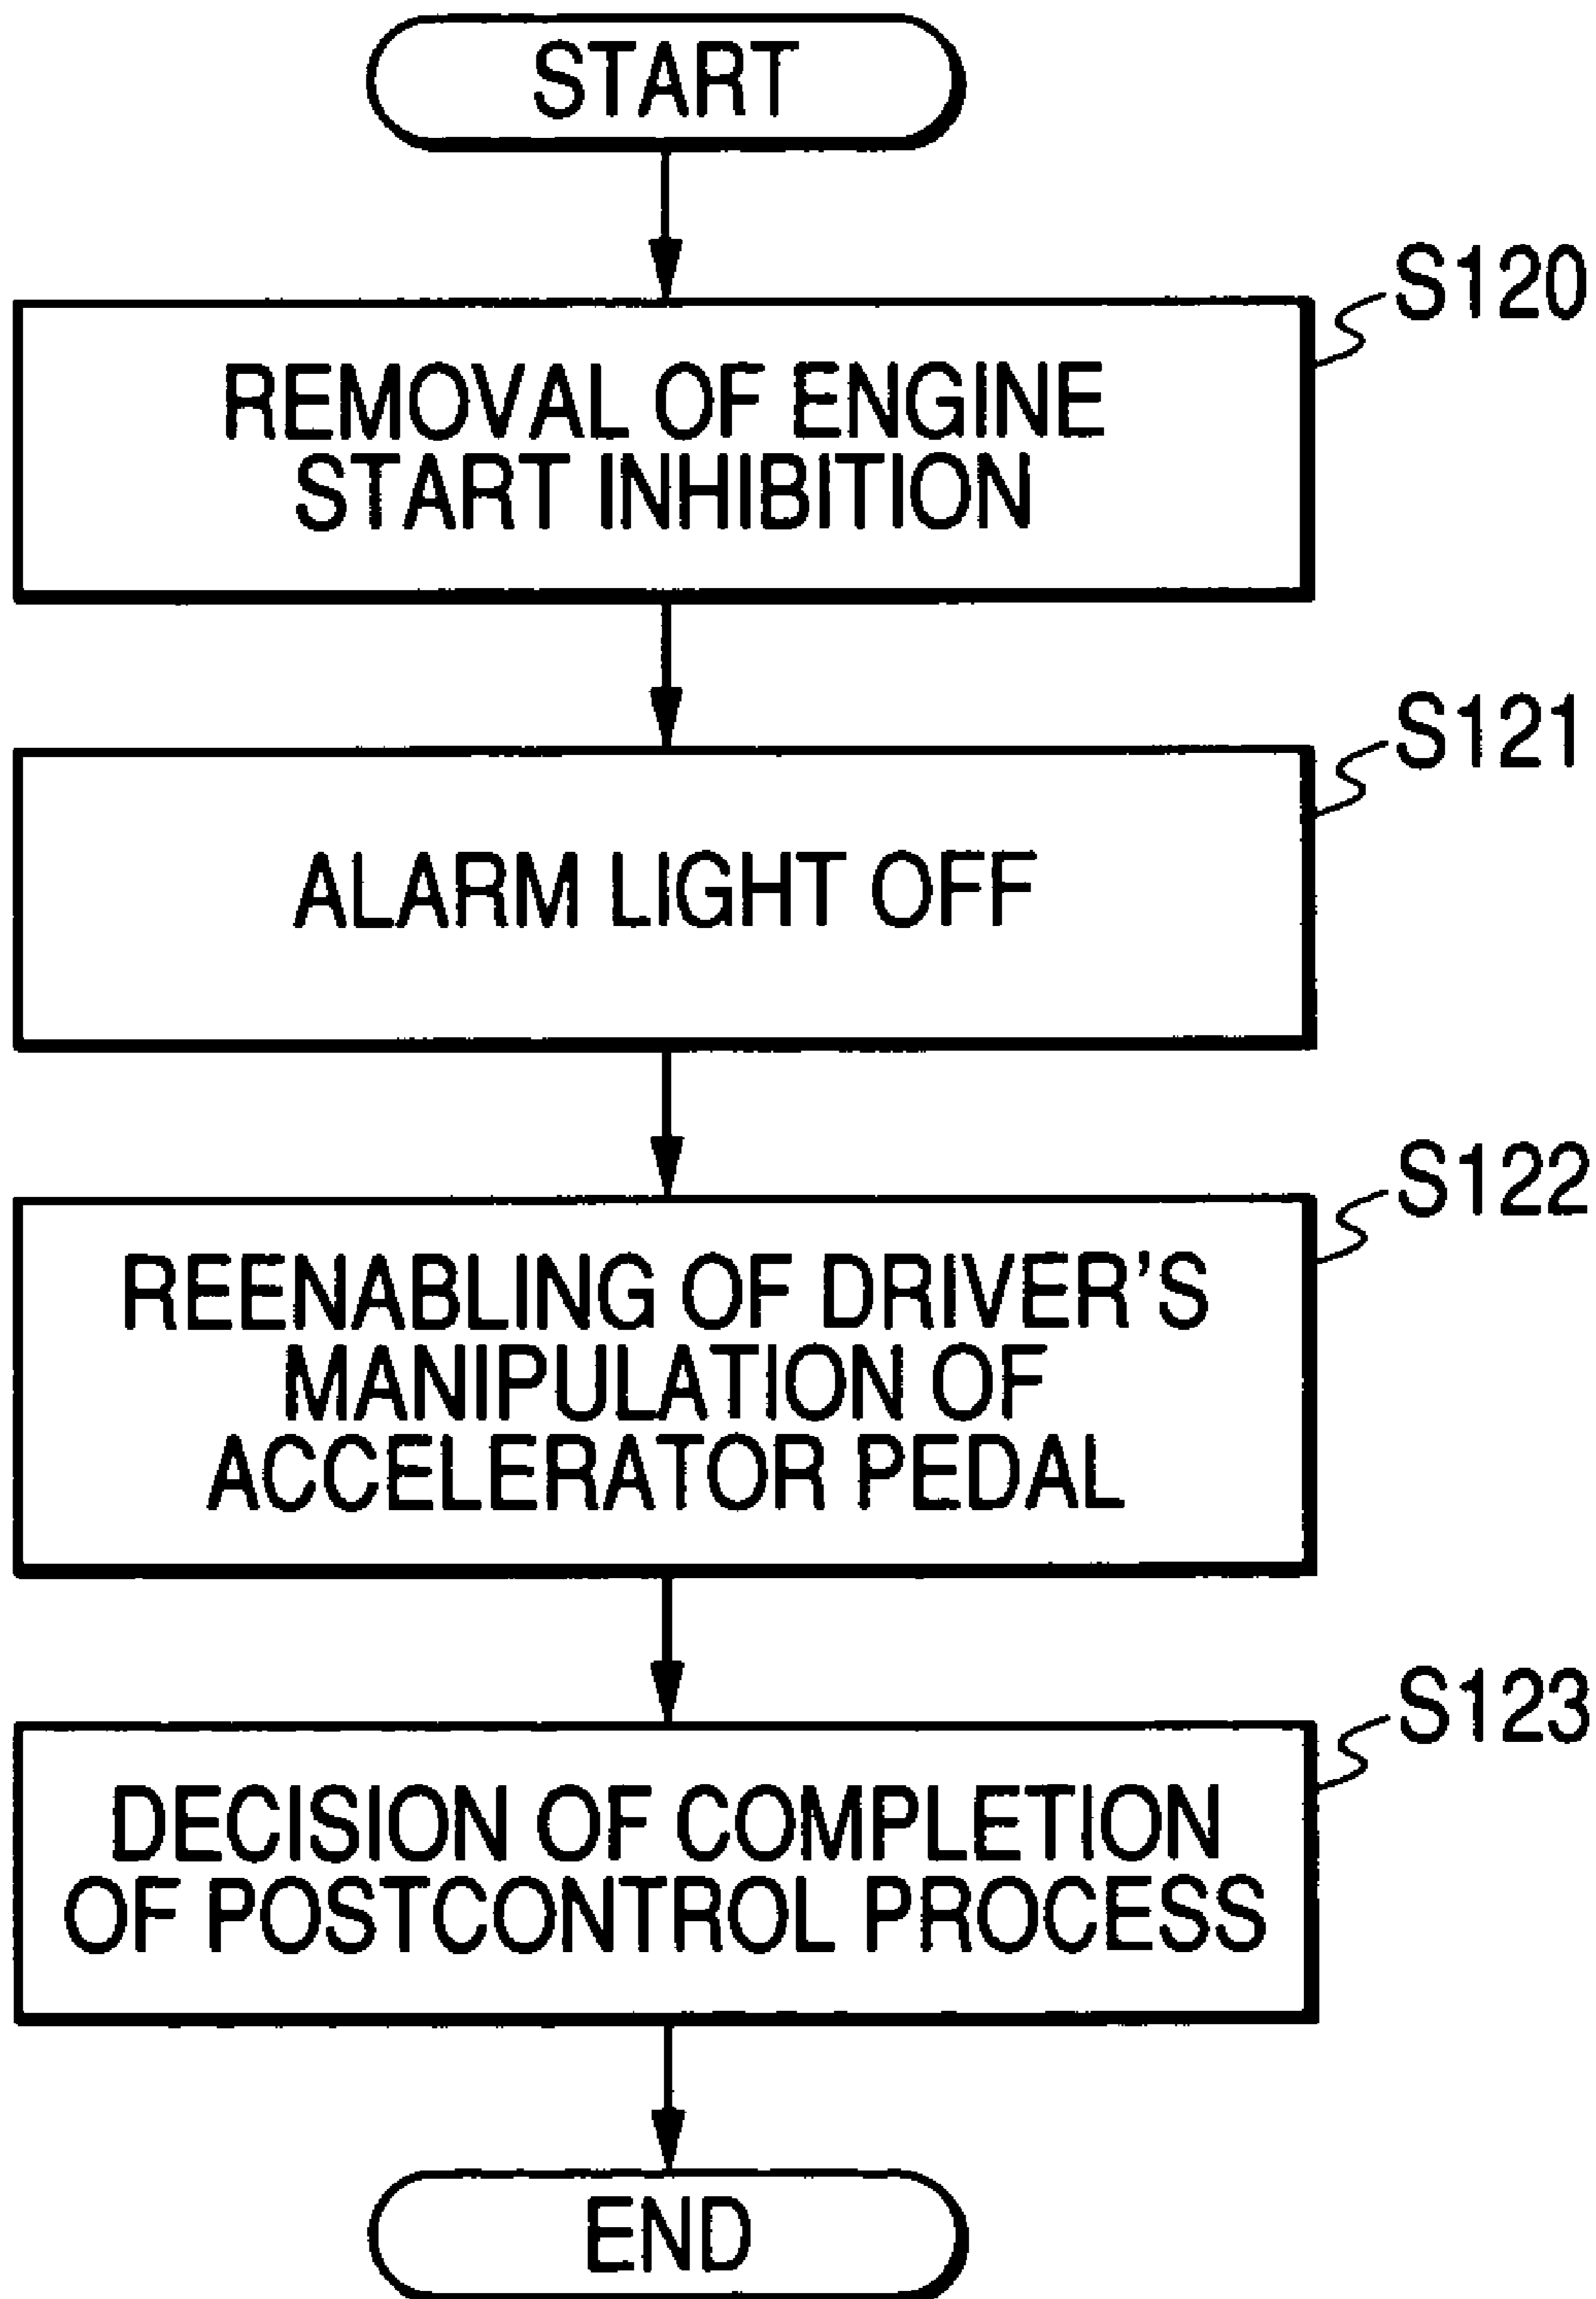 START
S120
REMOVAL OF ENGINE
START INHIBITION
S121
ALARM LIGHT OFF
S122
REENABLING OF DRIVER'S
MANIPULATION OF
ACCELERATOR PEDAL
S123
DECISION OF COMPLETION
OF POSTCONTROL PROCESS
END